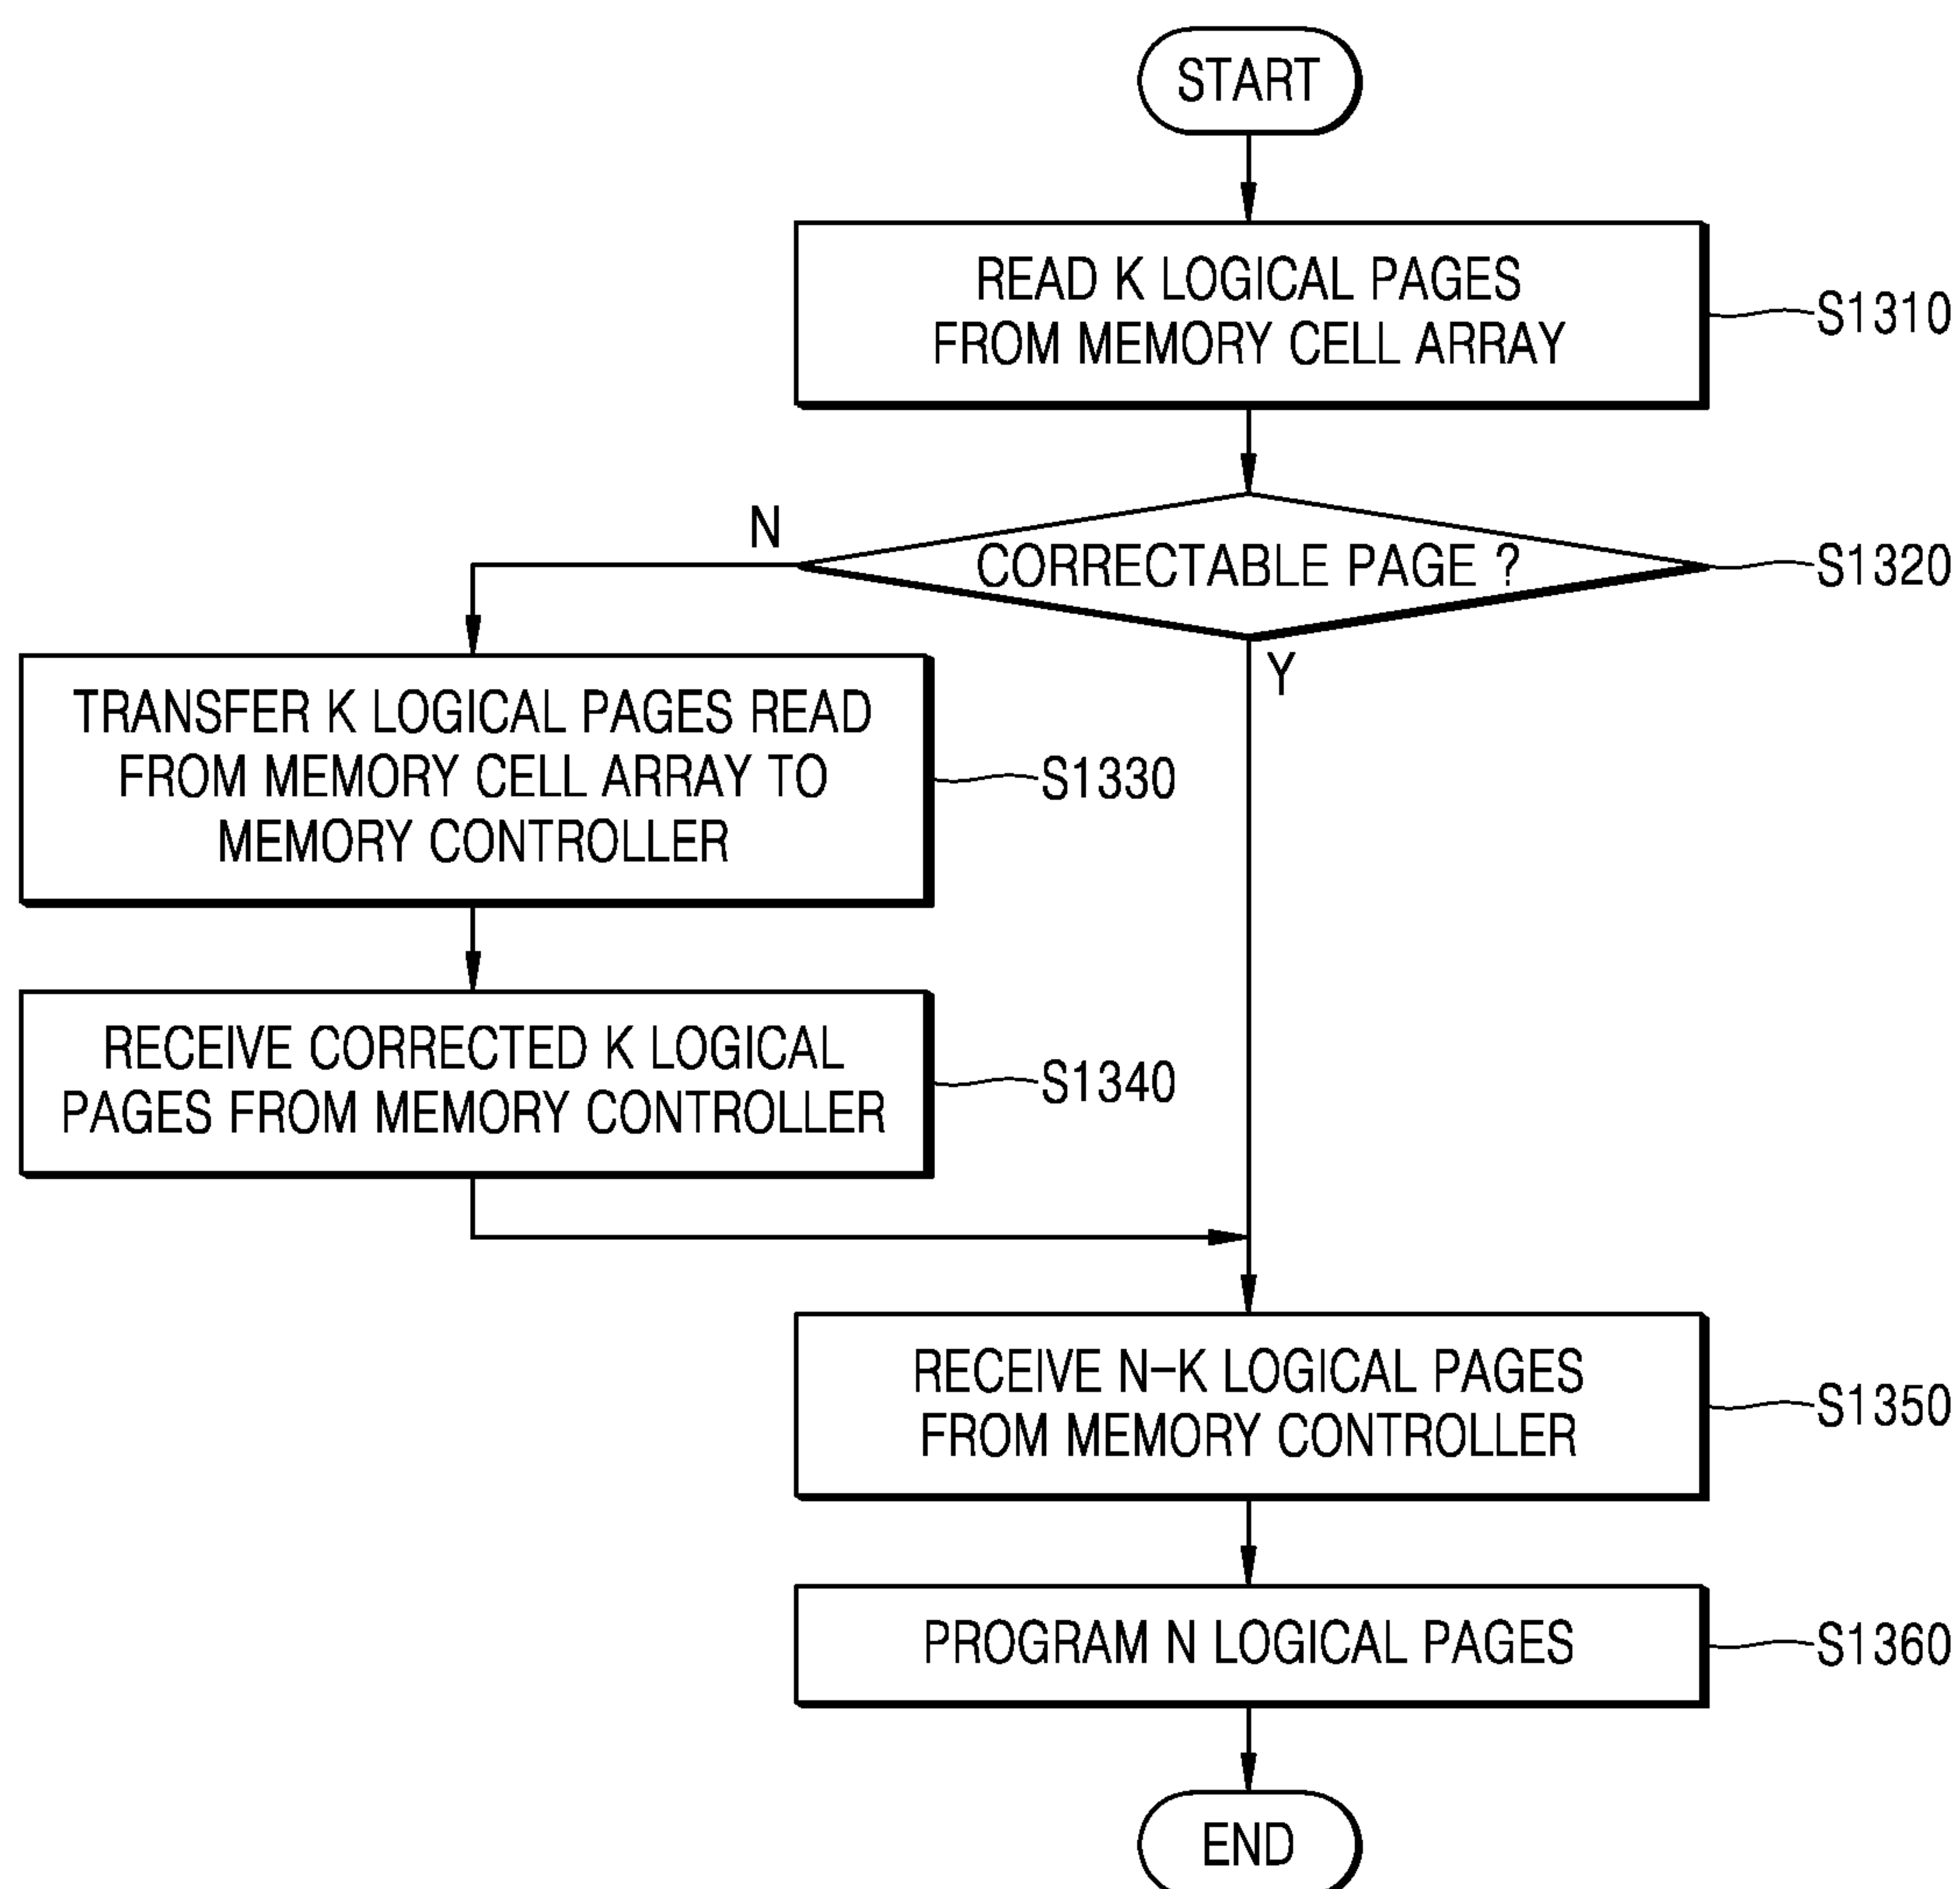 START
READ K LOGICAL PAGES
FROM MEMORY CELL ARRAY
S1310
CORRECTABLE PAGE ?
S1320
N
Y
TRANSFER K LOGICAL PAGES READ
FROM MEMORY CELL ARRAY TO
MEMORY CONTROLLER
S1330
RECEIVE CORRECTED K LOGICAL
PAGES FROM MEMORY CONTROLLER
S1340
RECEIVE N-K LOGICAL PAGES
FROM MEMORY CONTROLLER
S1350
PROGRAM N LOGICAL PAGES
S1360
END